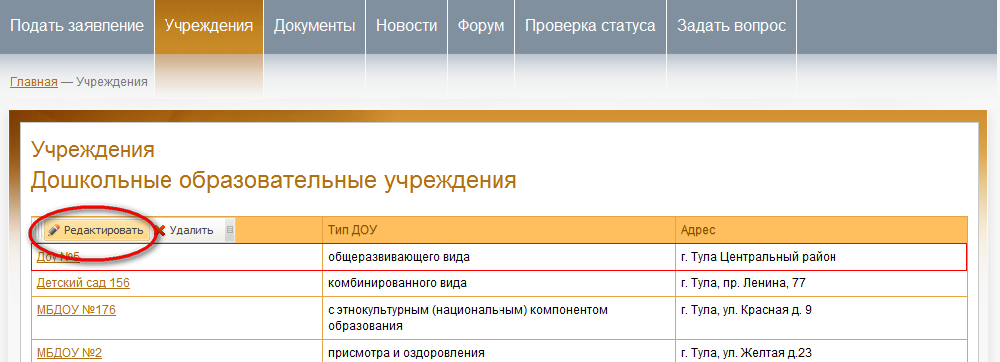 Подать заявление Учреждения Документы Новости Форум Проверка статуса Задать вопрос
Главная — Учреждения
Учреждения
Дошкольные образовательные учреждения
Редактировать Удалить Тип ДОУ Адрес
Доу №5 общеразвивающего вида г. Тула Центральный район
Детский сад 156 комбинированного вида г. Тула, пр. Ленина, 77
МБДОУ №176 с этнокультурным (национальным) компонентом г. Тула, ул. Красная д. 9
образования
МБДОУ №2 присмотра и оздоровления г. Тула, ул. Желтая д.23